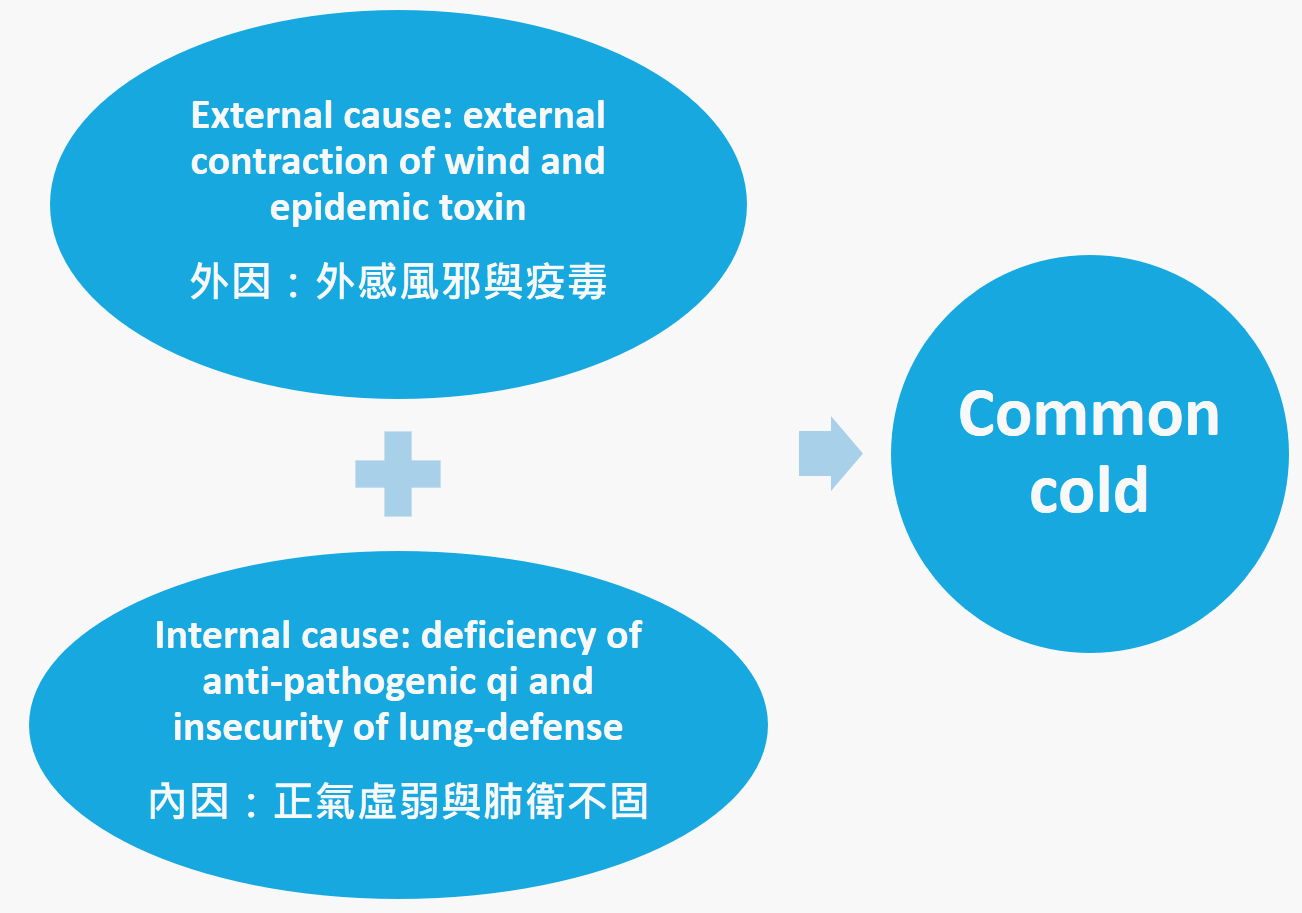 External cause: external
contraction of wind and
epidemic toxin
外因：外感風邪與疫毒
Internal cause: deficiency of
anti-pathogenic qi and
insecurity of lung-defense
內因：正氣虛弱與肺衛不固
Common
cold